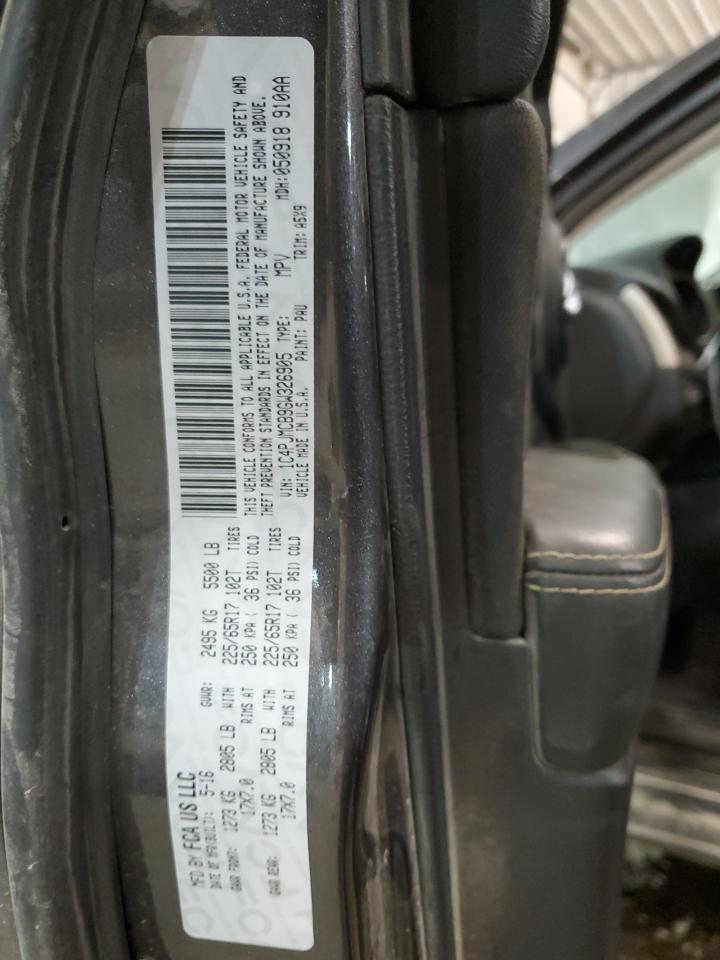 MFD BY FCA US LLC
DATE OF MFR(BUILT): 5-16 GVWR: 2495 KG 5500 LB
GAWR FRONT: 1273 KG 2805 LB WITH 225/65R17 102T TIRES
17X7.0 RIMS AT 250 KPA ( 36 PSI) COLD
GAWR REAR: 1273 KG 2805 LB WITH 225/65R17 102T TIRES
17X7.0 RIMS AT 250 KPA ( 36 PSI) COLD
THIS VEHICLE CONFORMS TO ALL APPLICABLE U.S.A. FEDERAL MOTOR VEHICLE SAFETY AND
THEFT PREVENTION STANDARDS IN EFFECT ON THE DATE OF MANUFACTURE SHOWN ABOVE.
VIN: 1C4PJMCB9GW326905 TYPE: MPV MDH:050918 910AA
VEHICLE MADE IN U.S.A. PAINT: PAU TRIM: A5X9